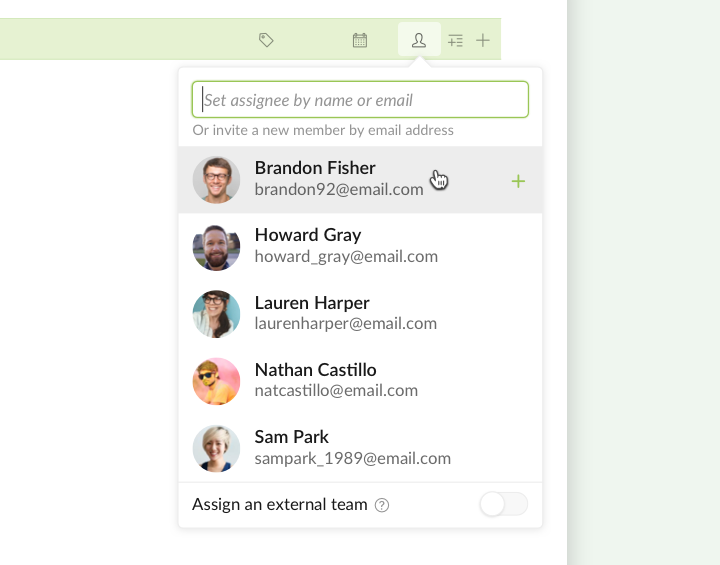 Set assignee by name or email
Or invite a new member by email address
Brandon Fisher
brandon92@email.com
Howard Gray
howard_gray@email.com
Lauren Harper
laurenharper@email.com
Nathan Castillo
natcastillo@email.com
Sam Park
sampark_1989@email.com
Assign an external team ?